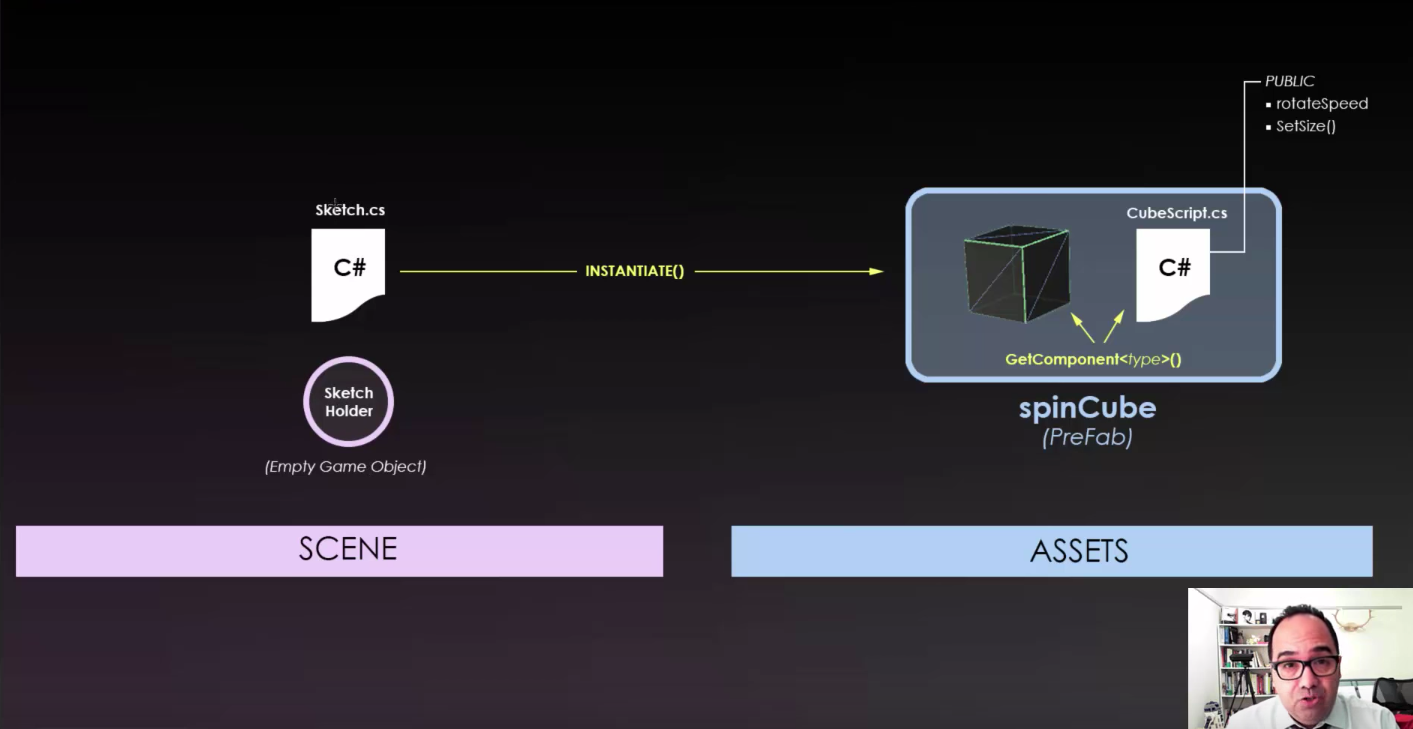 PUBLIC
▪ rotateSpeed
▪ SetSize()
Sketch.cs
C#
INSTANTIATE()
CubeScript.cs
C#
GetComponent<type>()
Sketch
Holder
(Empty Game Object)
spinCube
(PreFab)
SCENE
ASSETS